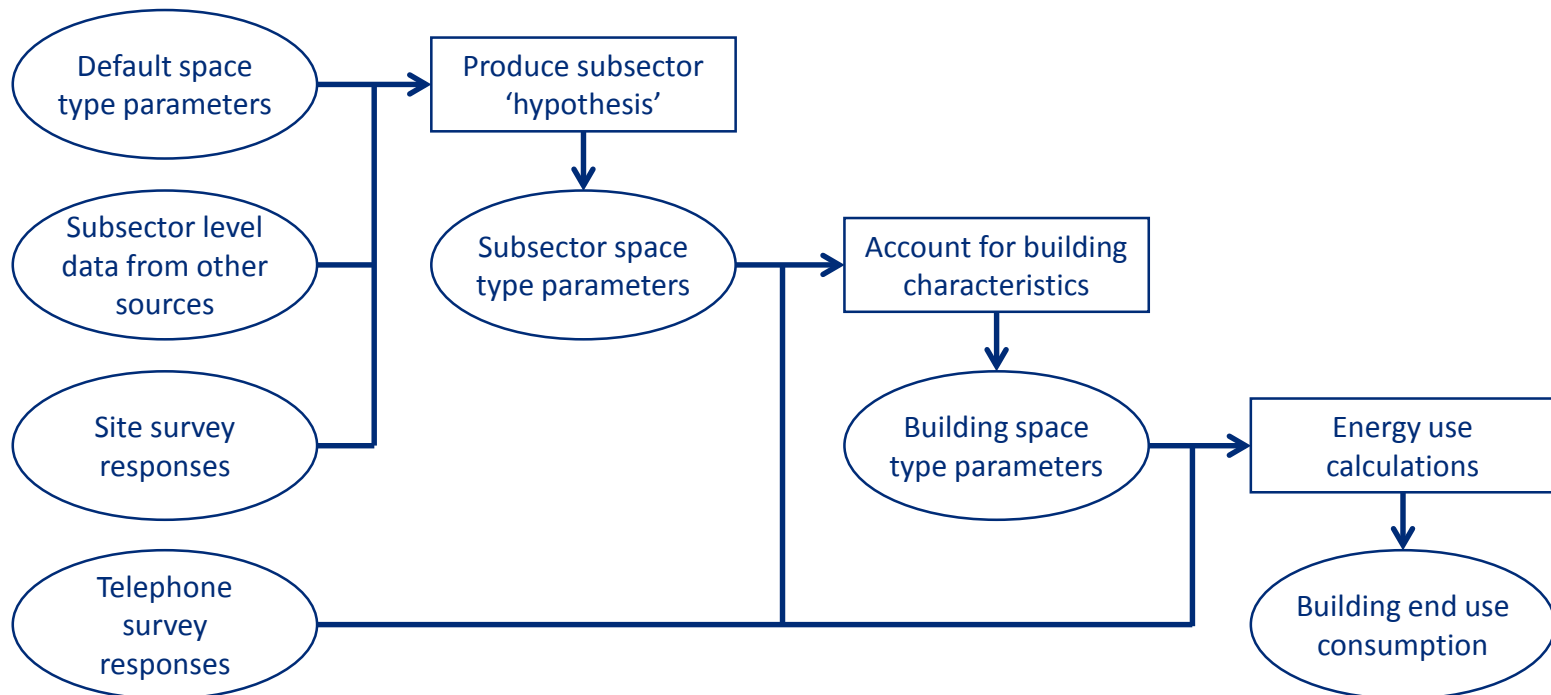 Default space
type parameters
Produce subsector
‘hypothesis’
Subsector level
data from other
sources
Subsector space
type parameters
Account for building
characteristics
Site survey
responses
Building space
type parameters
Energy use
calculations
Telephone
survey
responses
Building end use
consumption